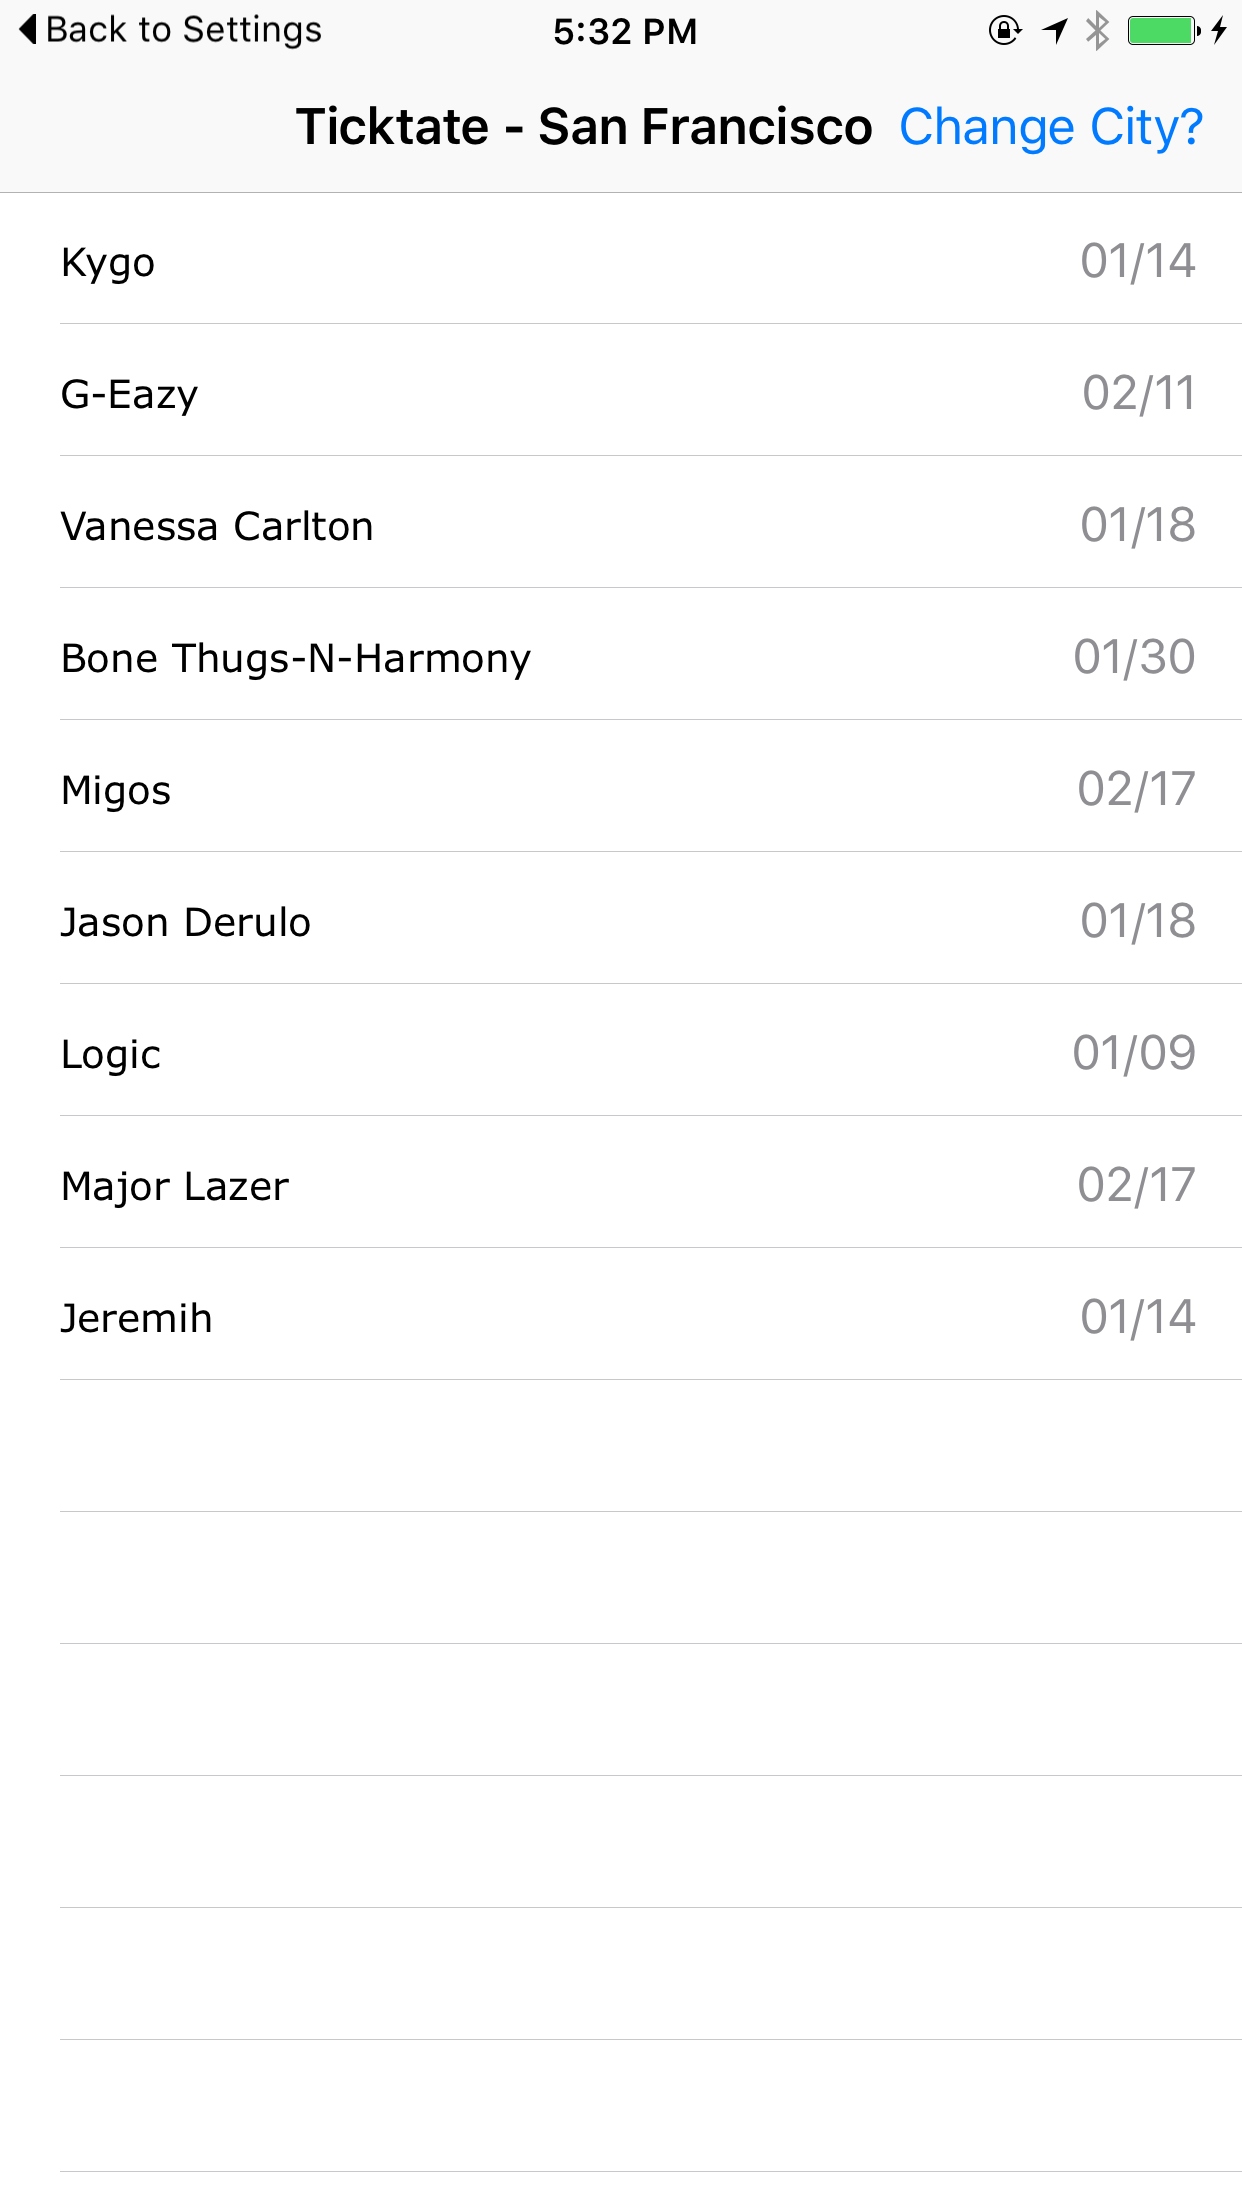 Back to Settings 5:32 PM
Ticktate - San Francisco Change City?
Kygo 01/14
G-Eazy 02/11
Vanessa Carlton 01/18
Bone Thugs-N-Harmony 01/30
Migos 02/17
Jason Derulo 01/18
Logic 01/09
Major Lazer 02/17
Jeremih 01/14